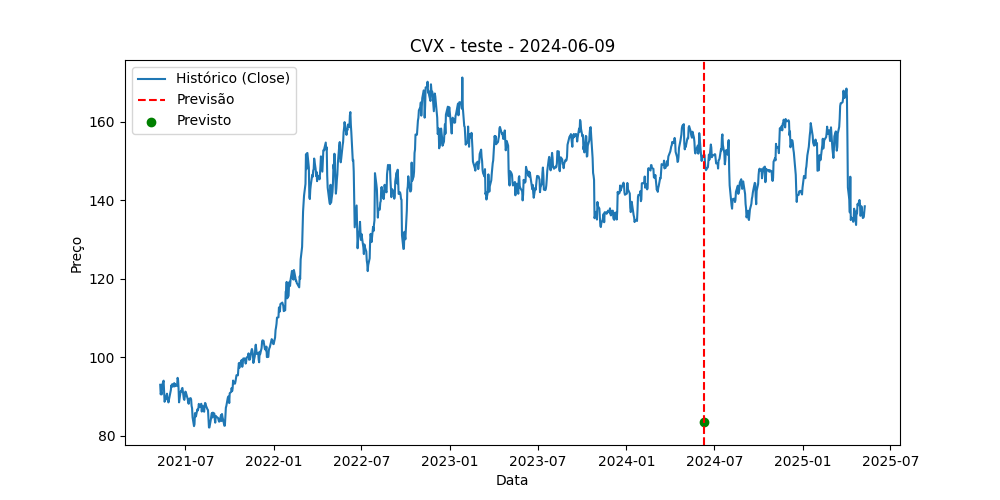 CVX - teste - 2024-06-09
Histórico (Close)
Previsão
Previsto
Preço
160
140
120
100
80
2021-07 2022-01 2022-07 2023-01 2023-07 2024-01 2024-07 2025-01 2025-07
Data